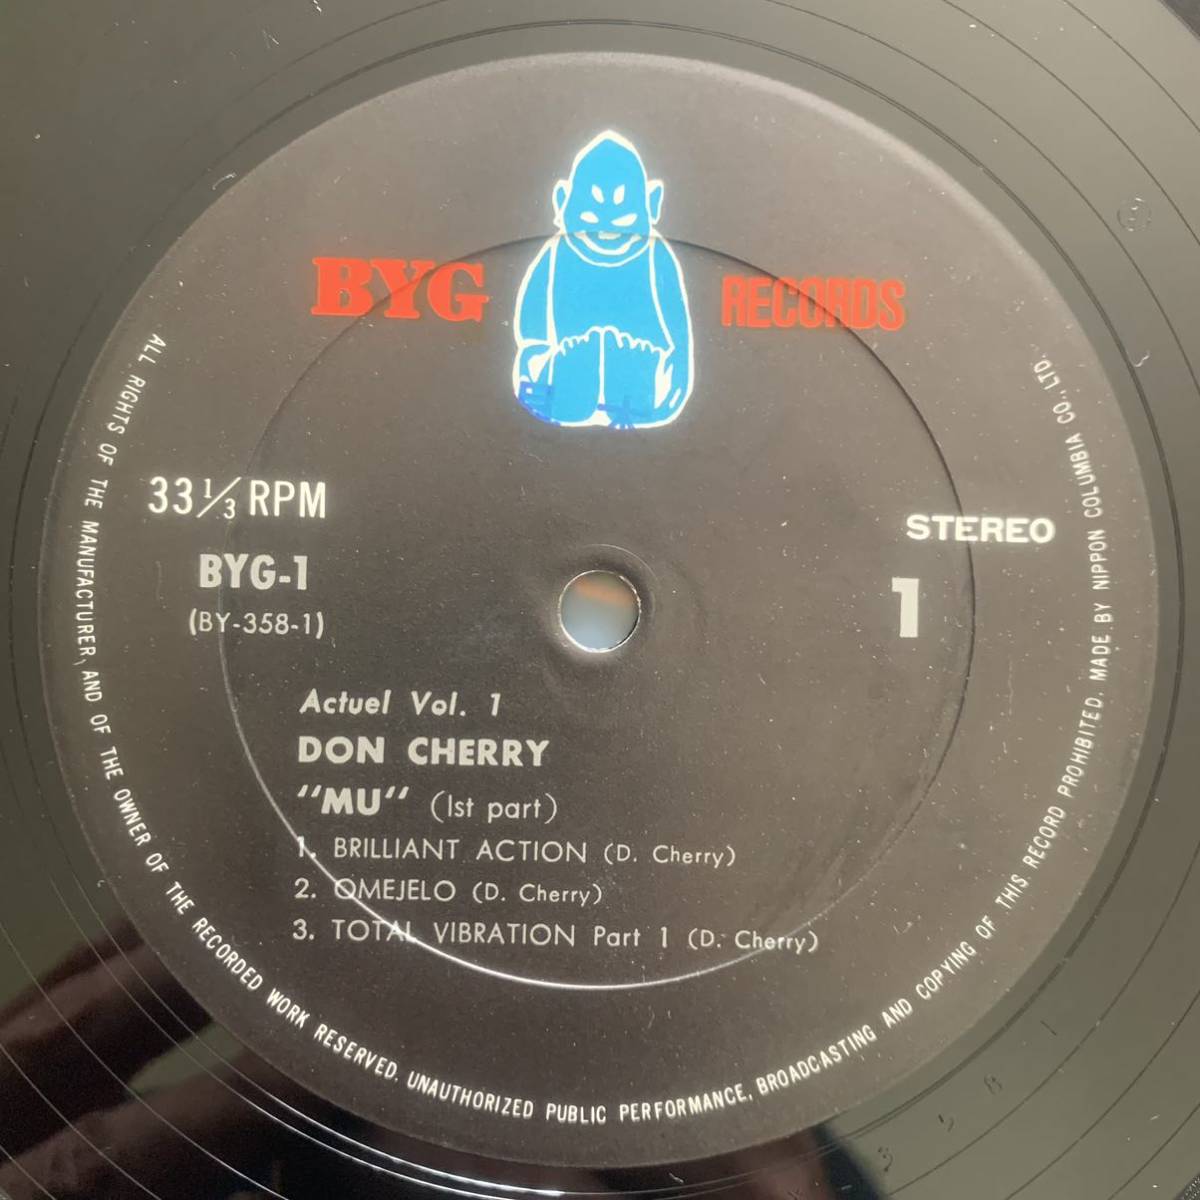 BYG RECORDS
33 1/3 RPM
STEREO
BYG-1
1
(BY-358-1)
Actuel Vol. 1
DON CHERRY
"MU" (1st part)
1. BRILLIANT ACTION (D. Cherry)
2. OMEJELO (D. Cherry)
3. TOTAL VIBRATION Part 1 (D. Cherry)
ALL RIGHTS OF THE MANUFACTURER, AND OF THE OWNER OF THE RECORDED WORK RESERVED. UNAUTHORIZED PUBLIC PERFORMANCE, BROADCASTING AND COPYING OF THIS RECORD PROHIBITED. MADE BY NIPPON COLUMBIA CO., LTD.